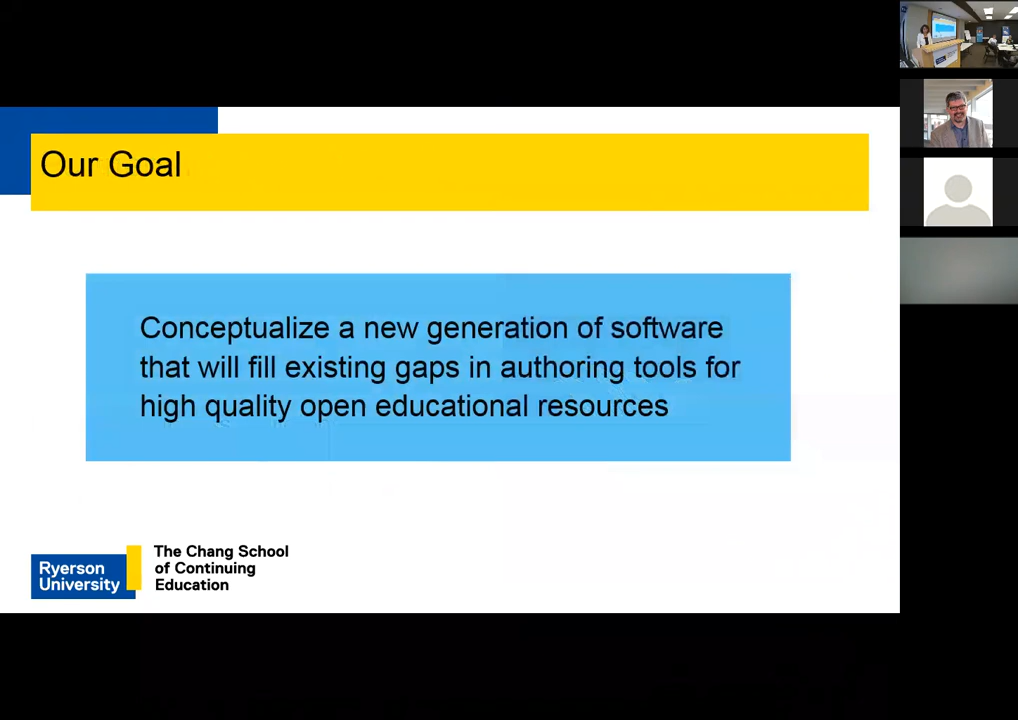 Our Goal
Conceptualize a new generation of software
that will fill existing gaps in authoring tools for
high quality open educational resources
Ryerson
University
The Chang School
of Continuing
Education